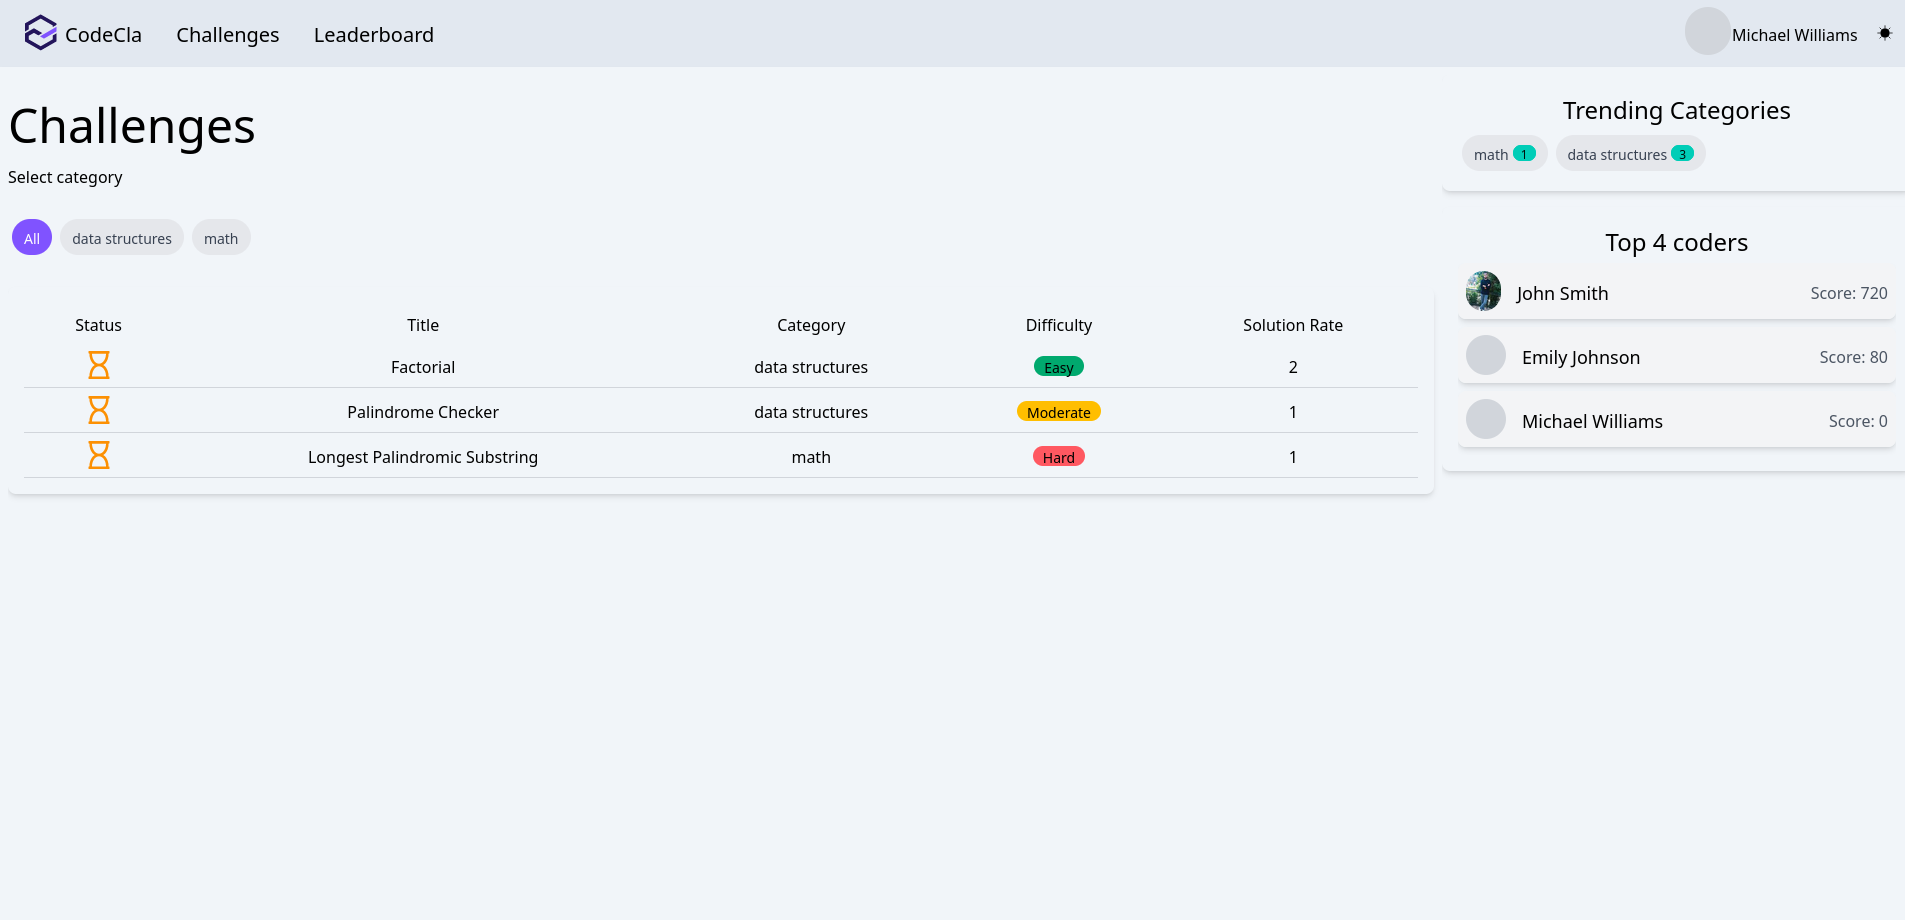 CodeCla Challenges Leaderboard Michael Williams
Challenges
Select category
All data structures math
Status Title Category Difficulty Solution Rate
Factorial data structures Easy 2
Palindrome Checker data structures Moderate 1
Longest Palindromic Substring math Hard 1
Trending Categories
math 1 data structures 3
Top 4 coders
John Smith Score: 720
Emily Johnson Score: 80
Michael Williams Score: 0